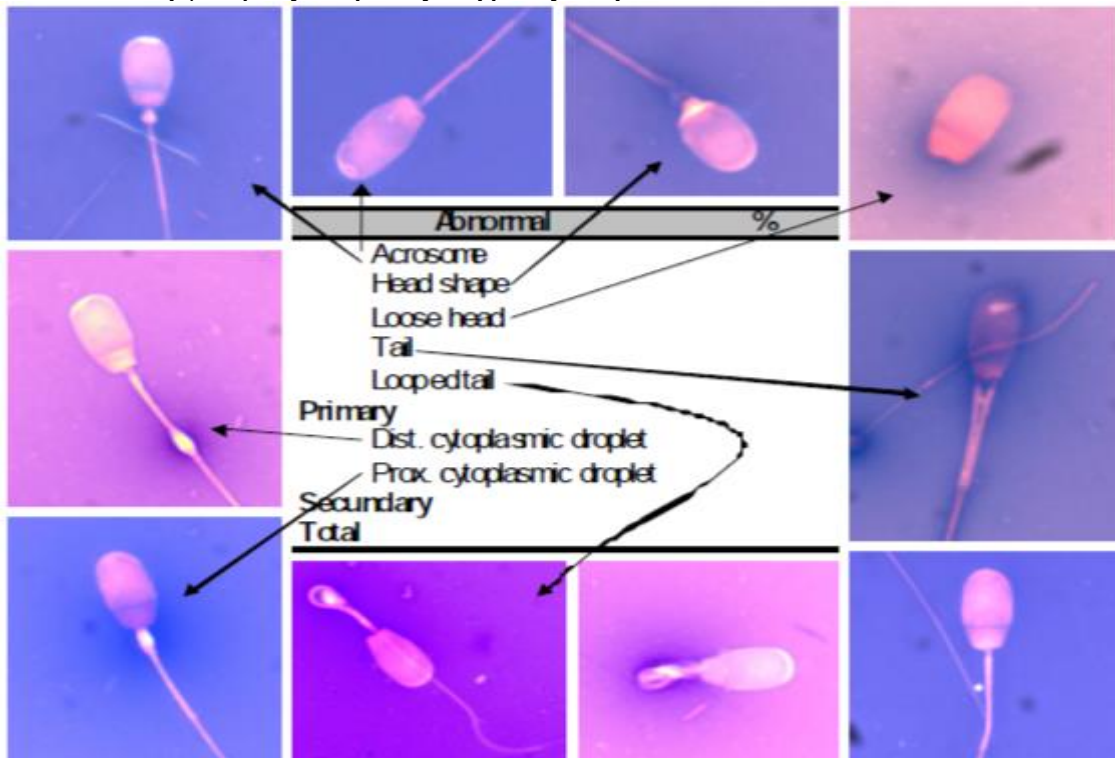 Abnormal %
Acrosome
Head shape
Loose head
Tail
Looped tail
Primary
Dist. cytoplasmic droplet
Prox. cytoplasmic droplet
Secundary
Total